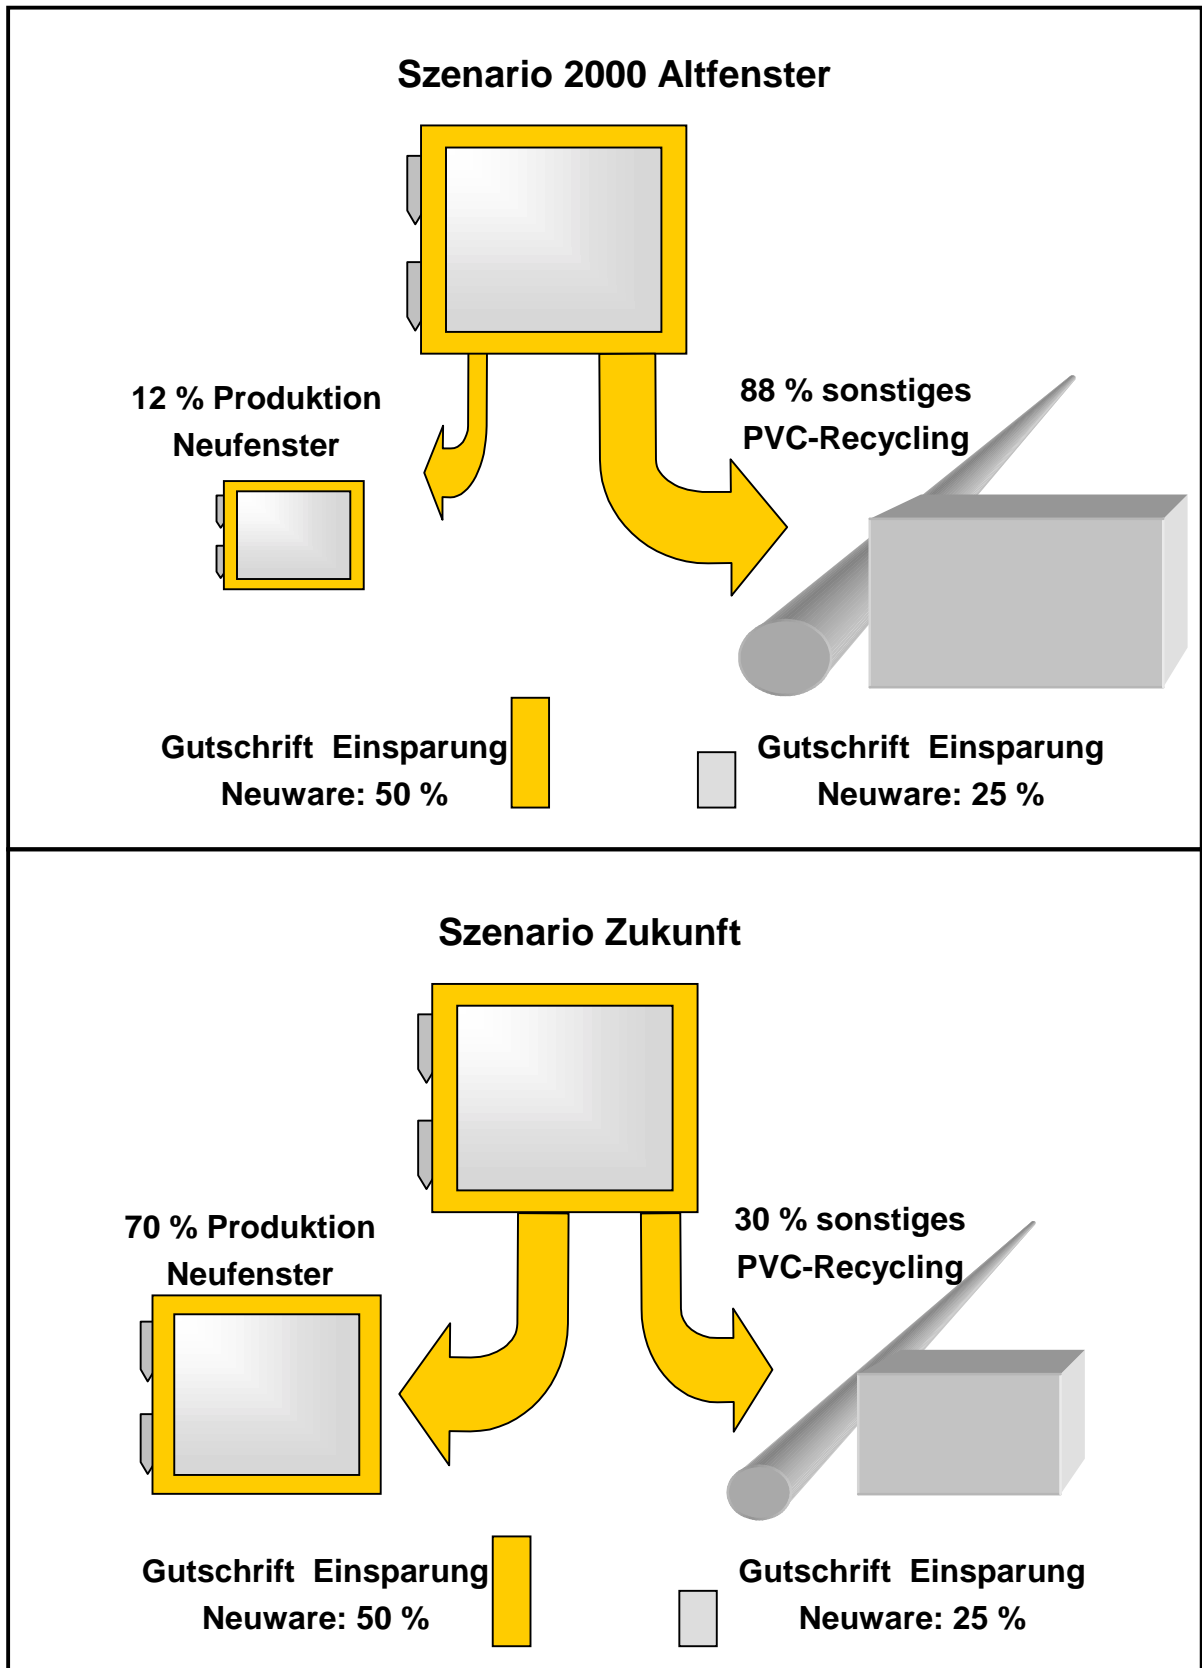 Szenario 2000 Altfenster
12 % Produktion
Neufenster
88 % sonstiges
PVC-Recycling
Gutschrift Einsparung
Neuware: 50 %
Gutschrift Einsparung
Neuware: 25 %
Szenario Zukunft
70 % Produktion
Neufenster
30 % sonstiges
PVC-Recycling
Gutschrift Einsparung
Neuware: 50 %
Gutschrift Einsparung
Neuware: 25 %